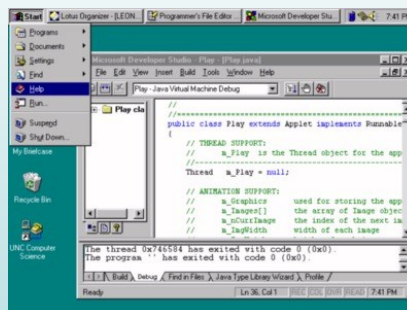 Start Lotus Organizer - [LEON... Programmer's File Editor ... Microsoft Developer Stu... 7:41 P
Programs
Documents
Settings
Find
Help
Run...
Suspend
Shut Down...
My Briefcase
Recycle Bin
UNC Computer
Science
Microsoft Developer Studio - Play - [Play.java]
File Edit View Insert Build Tools Window Help
Play - Java Virtual Machine Debug
Play cla
//
//=====
public class Play extends Applet implements Runnable
{
// THREAD SUPPORT:
// m_Play is the Thread object for the app
//-----
Thread m_Play = null;
// ANIMATION SUPPORT:
// m_Graphics used for storing the app
// m_Images[] the array of Image objec
// m_nCurrImage the index of the next im
// m_ImgWidth width of each image
The thread 0x746584 has exited with code 0 (0x0).
The program '' has exited with code 0 (0x0).
Build Debug Find in Files Java Type Library Wizard Profile
Ready Ln 36, Col 1 REC COL OVR READ 7:41 PM